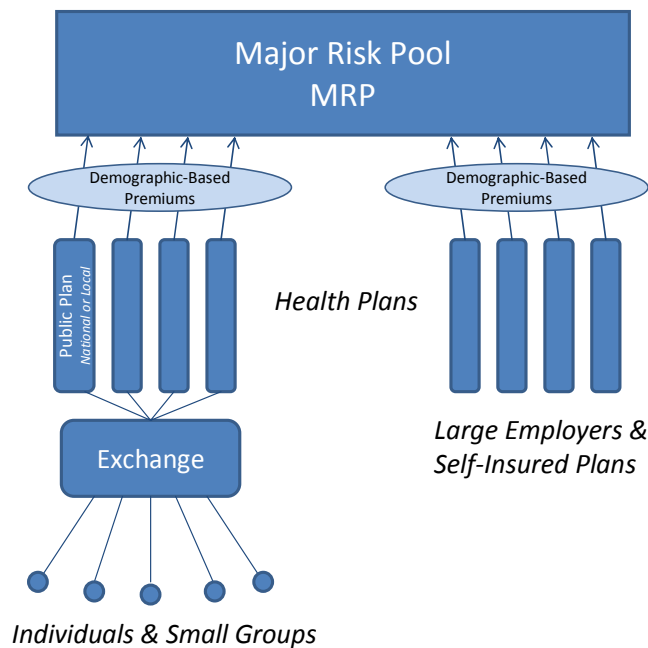 Major Risk Pool
MRP
Demographic-Based
Premiums
Demographic-Based
Premiums
Public Plan
National or Local
Health Plans
Large Employers &
Self-Insured Plans
Exchange
Individuals & Small Groups